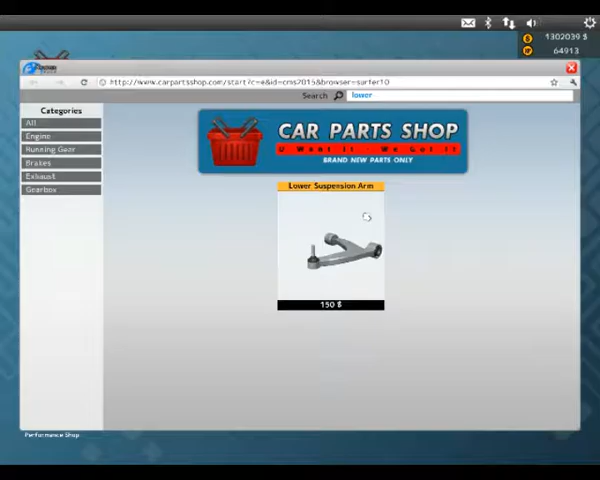 1302039 $
64913
http://www.carpartsshop.com/start?c=e&id=cms2015&browser=surfer10
Search lower
Categories
All
Engine
Running Gear
Brakes
Exhaust
Gearbox
CAR PARTS SHOP
U Want It - We Got It
BRAND NEW PARTS ONLY
Lower Suspension Arm
150 $
Performance Shop